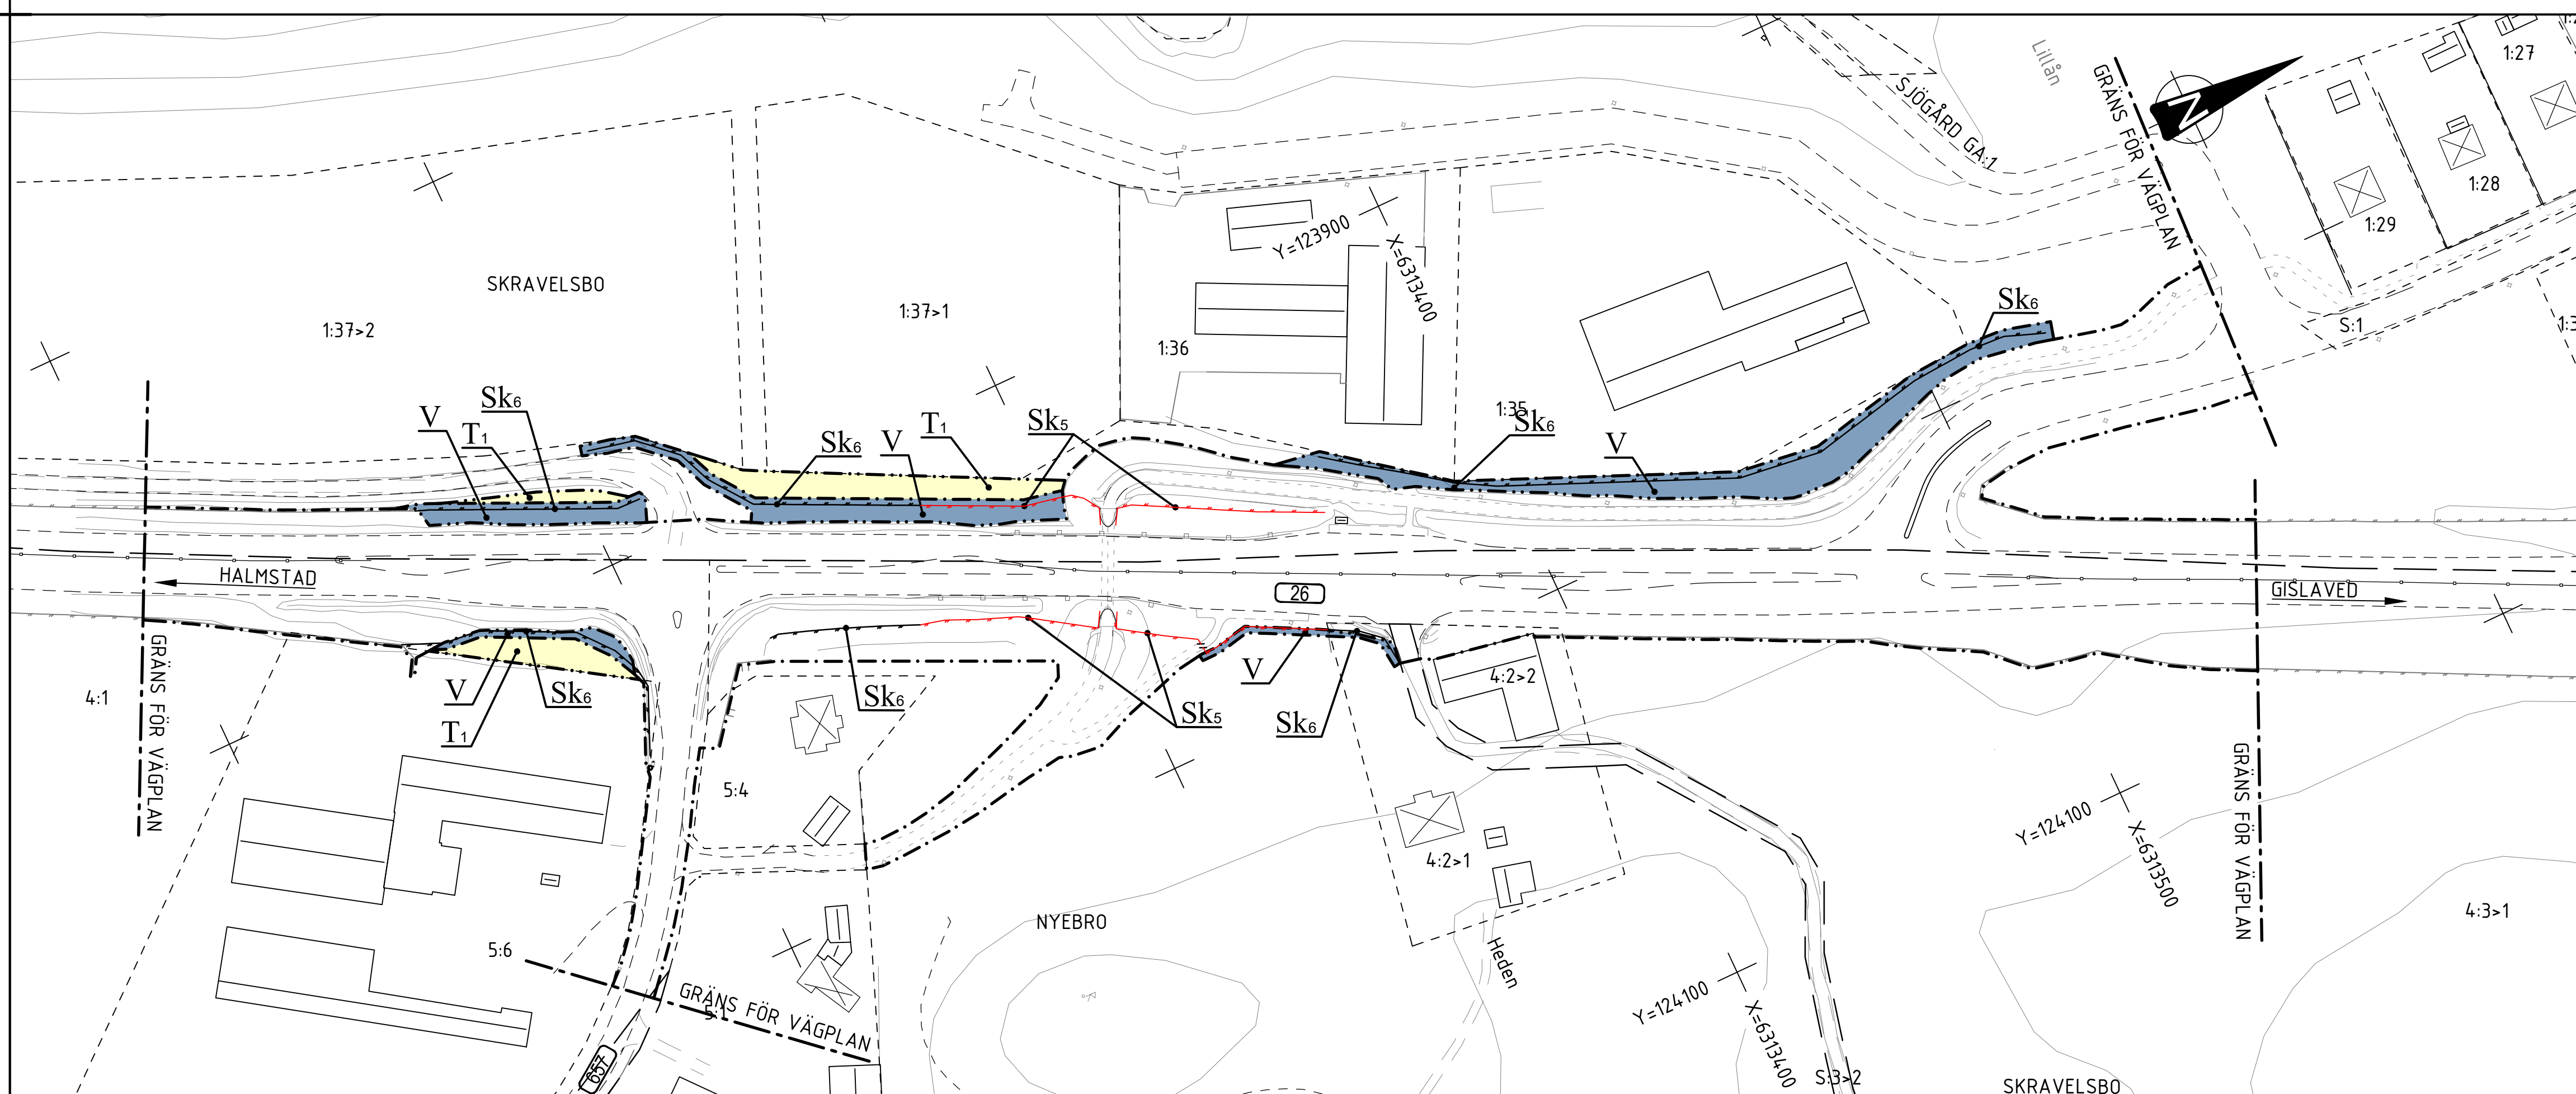 1:27
Lillån
GRÄNS FÖR VÄGPLAN
N
SJÖGÅRD GA:1
1:28
1:29
Y=123900
X=6313400
SKRAVELSBO
1:37>2
1:37>1
1:36
Sk6
S:1
V
T1
Sk6
Sk6
V
T1
Sk5
1:35
Sk6
V
HALMSTAD
26
GISLAVED
GRÄNS FÖR VÄGPLAN
4:1
V
T1
Sk6
Sk6
Sk5
V
Sk6
4:2>2
5:4
GRÄNS FÖR VÄGPLAN
Y=124100
X=6313500
4:2>1
4:3>1
NYEBRO
5:6
Heden
GRÄNS FÖR VÄGPLAN
5:1
Y=124100
X=6313400
657
S:3>2
SKRAVELSBO